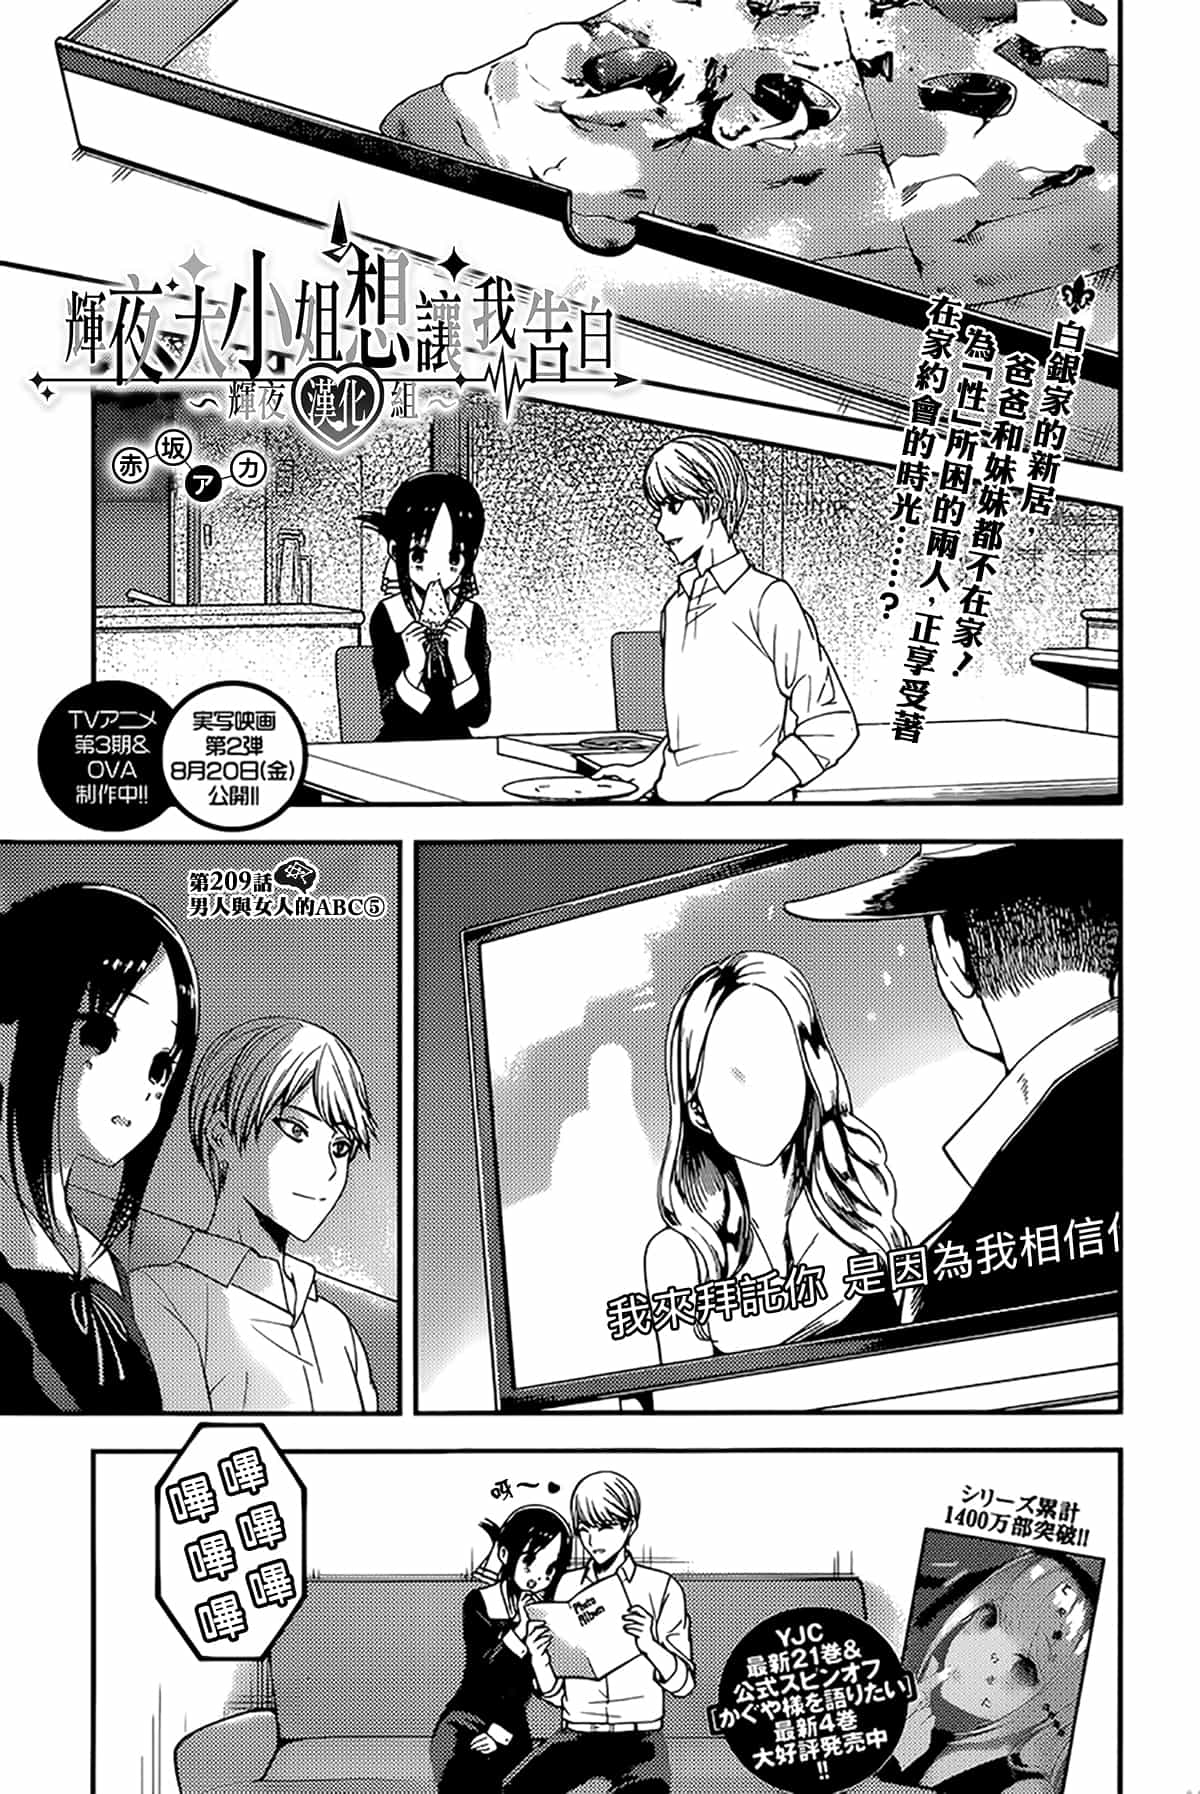 輝夜大小姐想讓我告白
～輝夜漢化組～
赤坂アカ
白銀家的新居，
爸爸和妹妹都不在家！
為「性」所困的兩人，正享受著
在家約會的時光……？
TVアニメ
第3期&
OVA
制作中!!
実写映画
第2弾
8月20日(金)
公開!!
第209話
男人與女人的ABC⑤
我來拜託你 是因為我相信
呀～
嗶嗶嗶
嗶嗶嗶嗶
Photo
Album
シリーズ累計
1400万部突破!!
YJC
最新21巻&
公式スピンオフ
[かぐや様を語りたい]
最新4巻
大好評発売中
!!